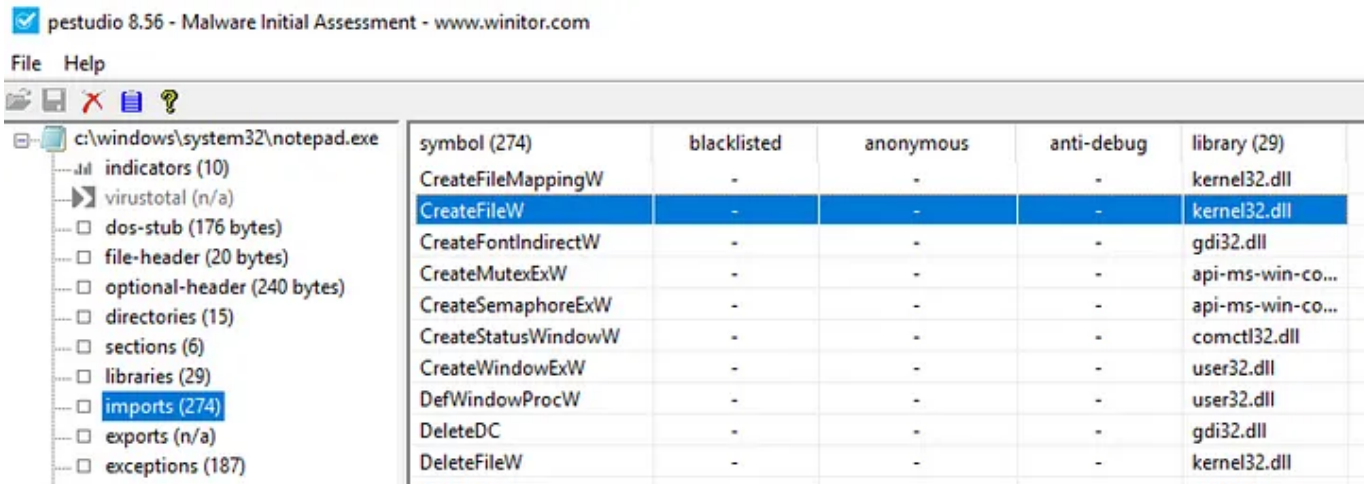 pestudio 8.56 - Malware Initial Assessment - www.winitor.com
File Help
c:\windows\system32\notepad.exe
indicators (10)
virustotal (n/a)
dos-stub (176 bytes)
file-header (20 bytes)
optional-header (240 bytes)
directories (15)
sections (6)
libraries (29)
imports (274)
exports (n/a)
exceptions (187)
symbol (274) blacklisted anonymous anti-debug library (29)
CreateFileMappingW - - - kernel32.dll
CreateFileW - - - kernel32.dll
CreateFontIndirectW - - - gdi32.dll
CreateMutexExW - - - api-ms-win-co...
CreateSemaphoreExW - - - api-ms-win-co...
CreateStatusWindowW - - - comctl32.dll
CreateWindowExW - - - user32.dll
DefWindowProcW - - - user32.dll
DeleteDC - - - gdi32.dll
DeleteFileW - - - kernel32.dll